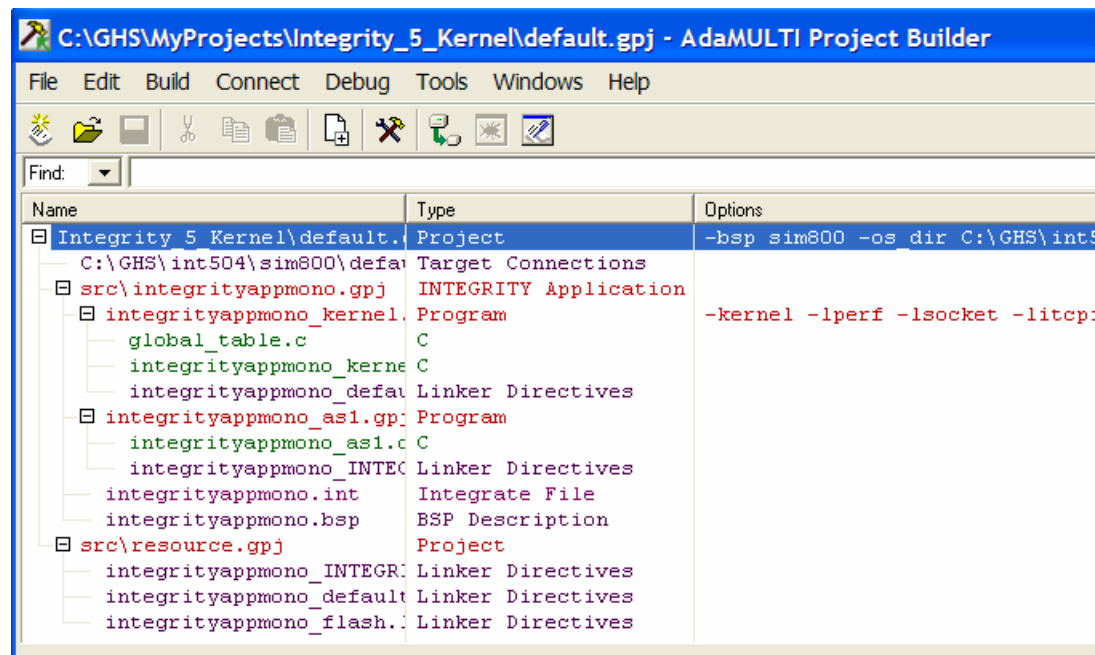 C:\GHS\MyProjects\Integrity_5_Kernel\default.gpj - AdaMULTI Project Builder
File Edit Build Connect Debug Tools Windows Help
Find:
Name Type Options
Integrity_5_Kernel\default. Project -bsp sim800 -os_dir C:\GHS\int5
C:\GHS\int504\sim800\defau Target Connections
src\integrityappmono.gpj INTEGRITY Application
integrityappmono_kernel. Program -kernel -lperf -lsocket -litcp
global_table.c C
integrityappmono_kerne C
integrityappmono_defau Linker Directives
integrityappmono_as1.gpj Program
integrityappmono_as1.c C
integrityappmono_INTEG Linker Directives
integrityappmono.int Integrate File
integrityappmono.bsp BSP Description
src\resource.gpj Project
integrityappmono_INTEGR Linker Directives
integrityappmono_default Linker Directives
integrityappmono_flash. Linker Directives